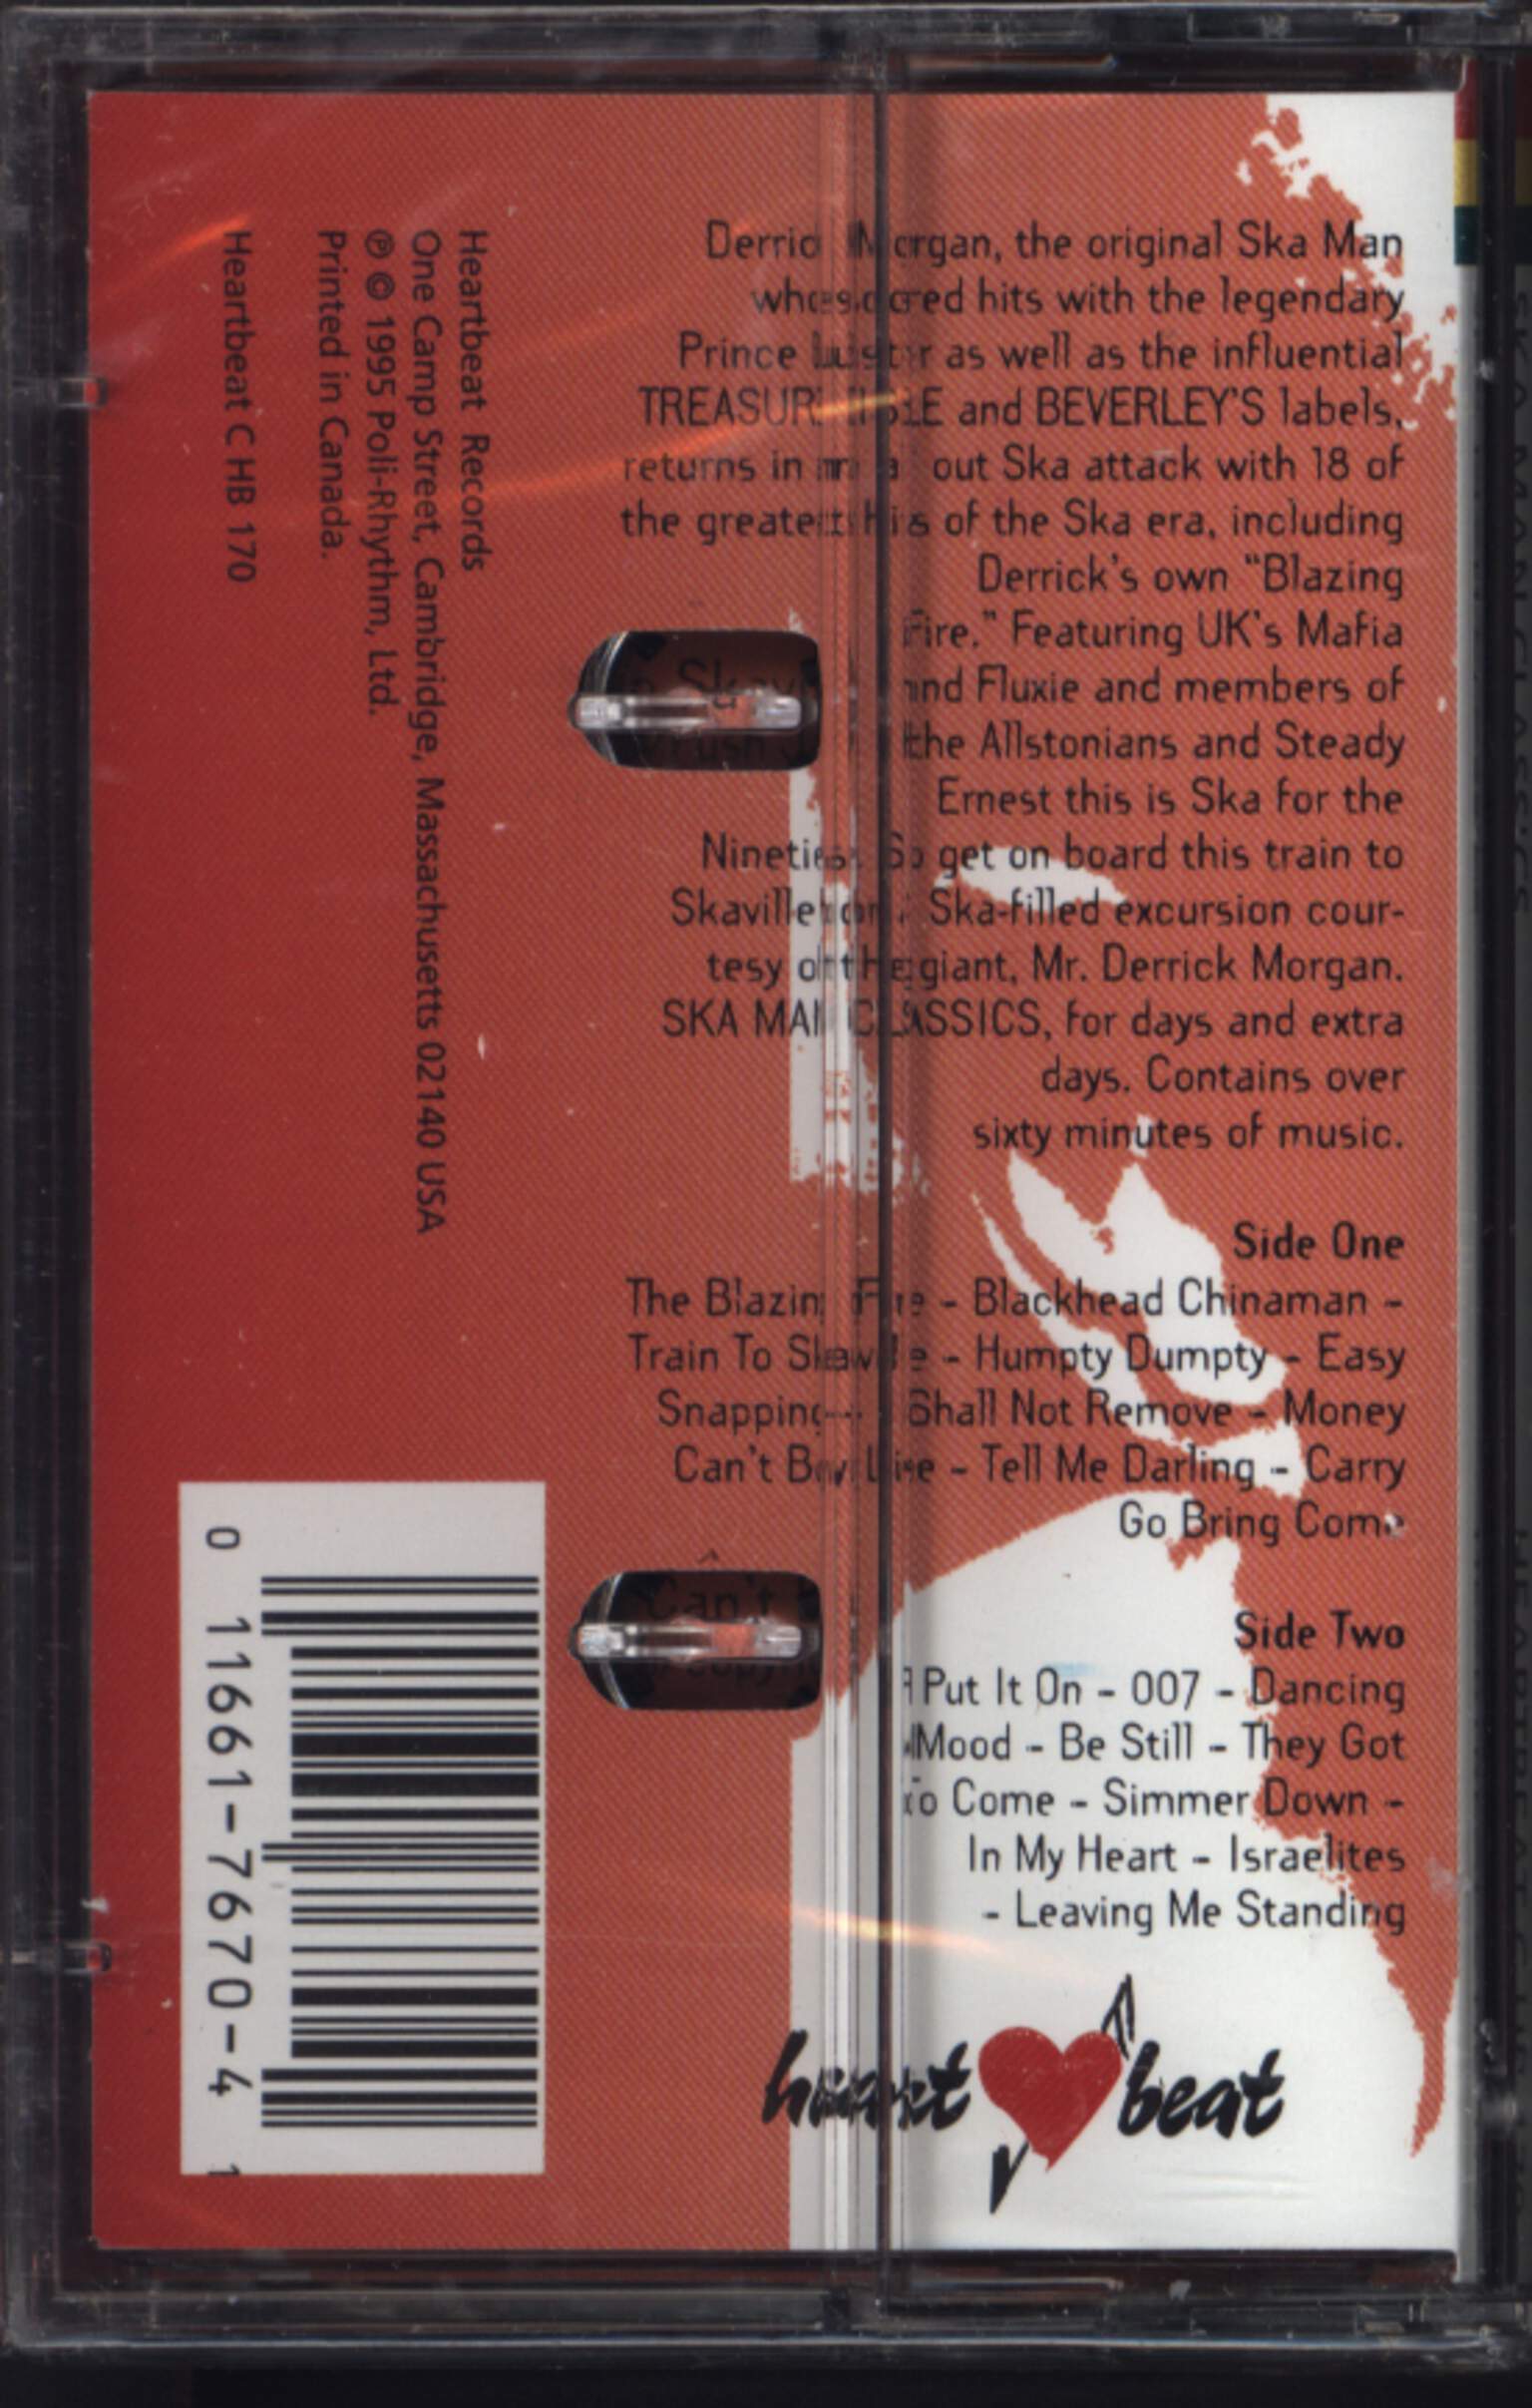 Derrick Morgan, the original Ska Man
who scored hits with the legendary
Prince Buster as well as the influential
TREASURE ISLE and BEVERLEY'S labels,
returns in an all out Ska attack with 18 of
the greatest hits of the Ska era, including
Derrick's own "Blazing
Fire." Featuring UK's Mafia
and Fluxie and members of
the Allstonians and Steady
Ernest this is Ska for the
Nineties. So get on board this train to
Skaville on a Ska-filled excursion cour-
tesy of the giant, Mr. Derrick Morgan.
SKA MAN CLASSICS, for days and extra
days. Contains over
sixty minutes of music.
Side One
The Blazing Fire - Blackhead Chinaman -
Train To Skaville - Humpty Dumpty - Easy
Snapping - I Shall Not Remove - Money
Can't Buy Life - Tell Me Darling - Carry
Go Bring Come
Side Two
Put It On - 007 - Dancing
Mood - Be Still - They Got
To Come - Simmer Down -
In My Heart - Israelites
- Leaving Me Standing
heart beat
Heartbeat Records
One Camp Street, Cambridge, Massachusetts 02140 USA
℗ © 1995 Poli-Rhythm, Ltd.
Printed in Canada.
Heartbeat C HB 170
0 11661-7670-4 1